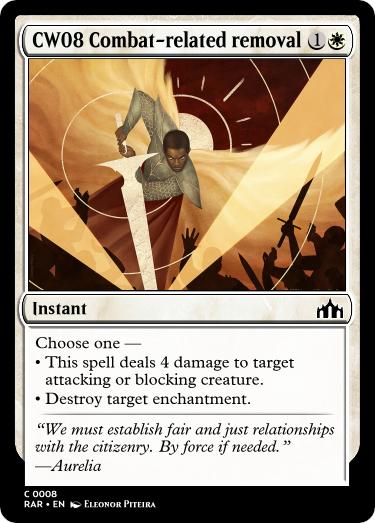 CW08 Combat-related removal 1
Instant
Choose one —
• This spell deals 4 damage to target
attacking or blocking creature.
• Destroy target enchantment.
“We must establish fair and just relationships
with the citizenry. By force if needed.”
—Aurelia
C 0008
RAR • EN Eleonor Piteira